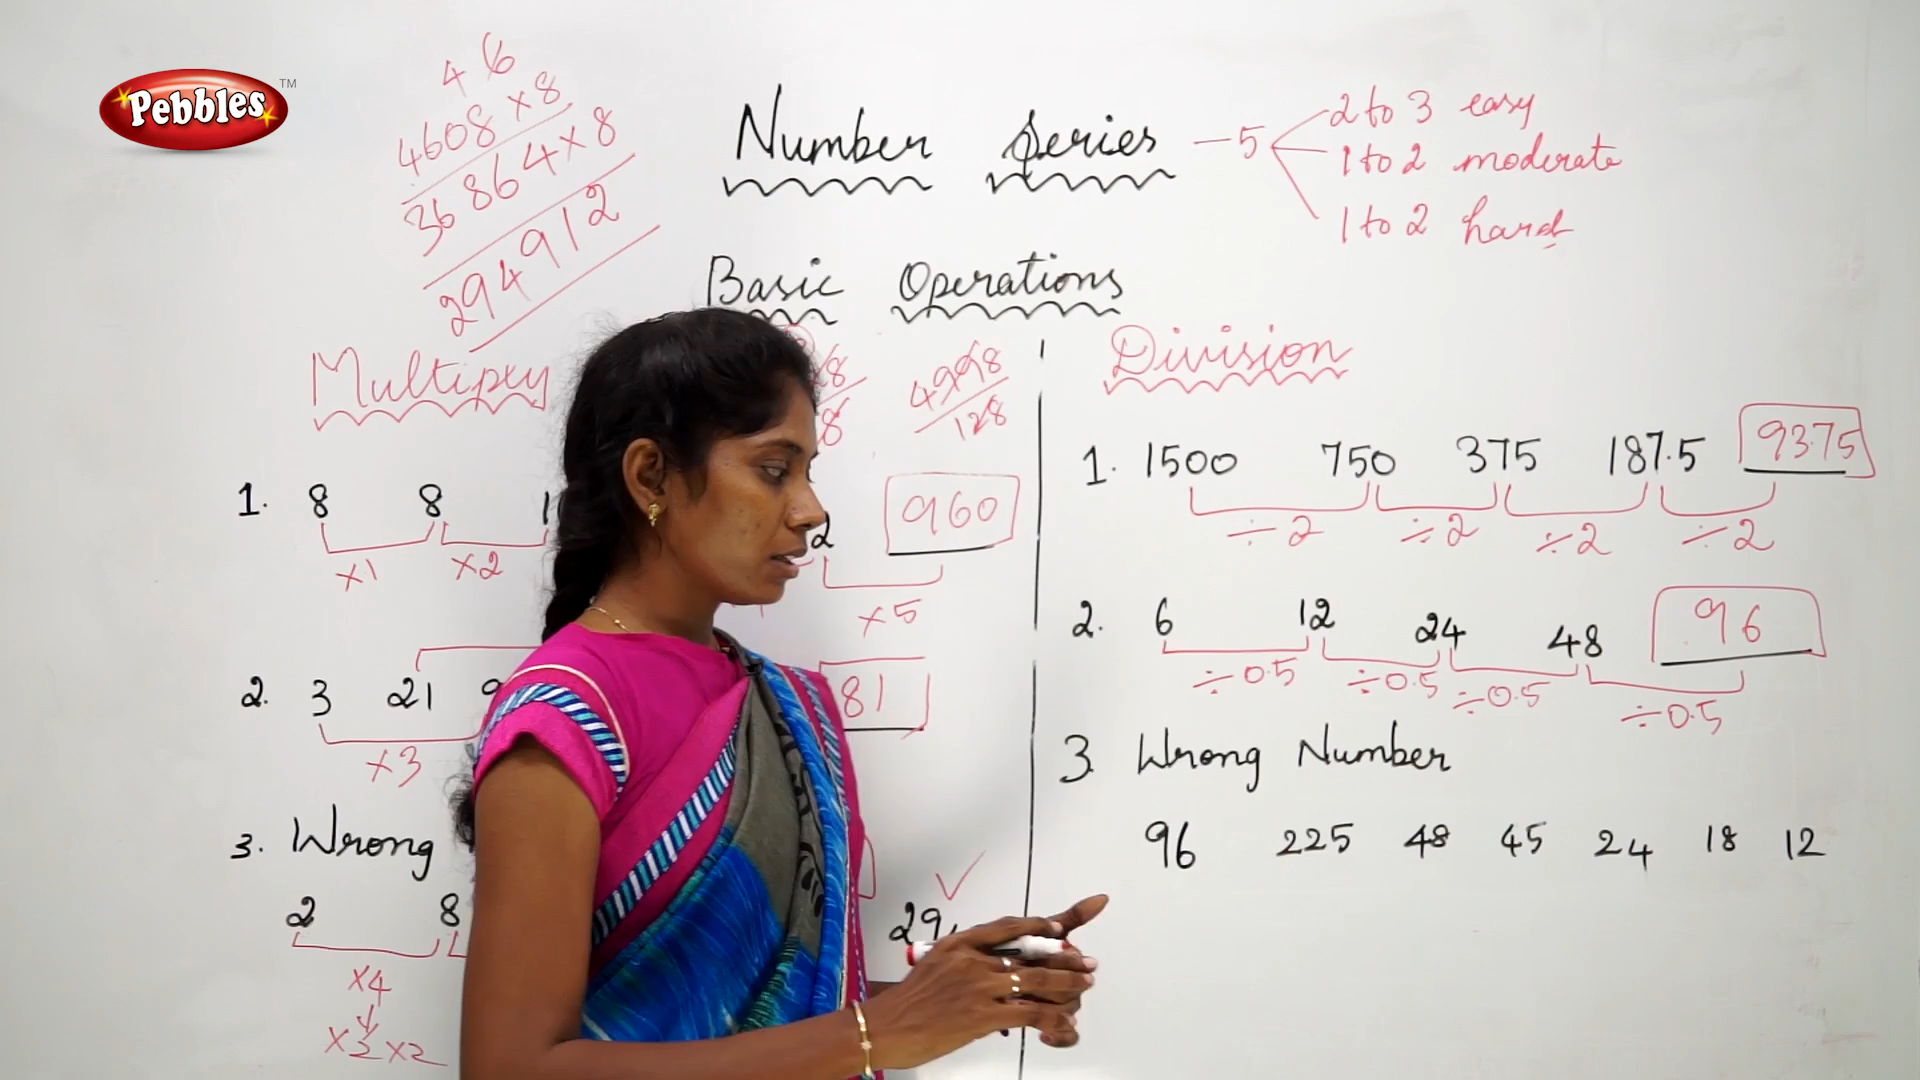 Pebbles TM
4 6
4608×8
36864×8
294912
Number Series — 5
2 to 3 easy
1 to 2 moderate
1 to 2 hard
Basic Operations
Multiply
4998
128
1. 8 8
960
×1 ×2
×5
2. 3 21
81
×3
3. Wrong
2 8
×4
×2 ×2
Division
1. 1500 750 375 187.5 93.75
÷2 ÷2 ÷2 ÷2
2. 6 12 24 48 96
÷0.5 ÷0.5 ÷0.5 ÷0.5
3. Wrong Number
96 225 48 45 24 18 12